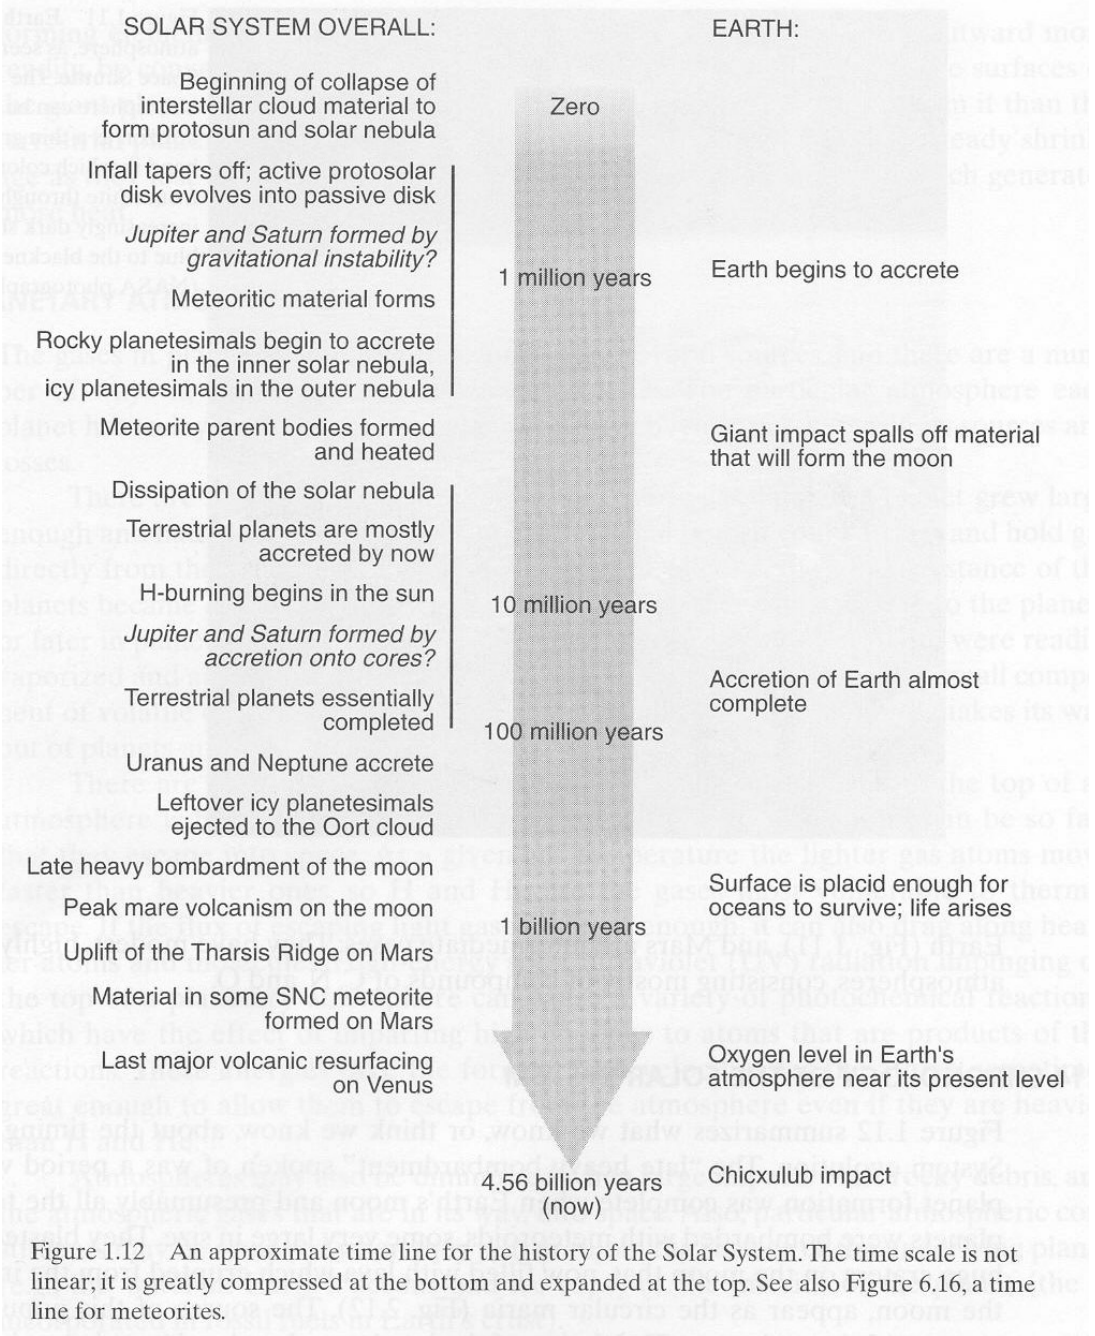 SOLAR SYSTEM OVERALL:
EARTH:
Beginning of collapse of
interstellar cloud material to
form protosun and solar nebula
Zero
Infall tapers off; active protosolar
disk evolves into passive disk
Jupiter and Saturn formed by
gravitational instability?
1 million years
Earth begins to accrete
Meteoritic material forms
Rocky planetesimals begin to accrete
in the inner solar nebula,
icy planetesimals in the outer nebula
Meteorite parent bodies formed
and heated
Giant impact spalls off material
that will form the moon
Dissipation of the solar nebula
Terrestrial planets are mostly
accreted by now
H-burning begins in the sun
10 million years
Jupiter and Saturn formed by
accretion onto cores?
Terrestrial planets essentially
completed
Accretion of Earth almost
complete
100 million years
Uranus and Neptune accrete
Leftover icy planetesimals
ejected to the Oort cloud
Late heavy bombardment of the moon
Peak mare volcanism on the moon
Surface is placid enough for
oceans to survive; life arises
1 billion years
Uplift of the Tharsis Ridge on Mars
Material in some SNC meteorite
formed on Mars
Last major volcanic resurfacing
on Venus
Oxygen level in Earth's
atmosphere near its present level
4.56 billion years
(now)
Chicxulub impact
Figure 1.12 An approximate time line for the history of the Solar System. The time scale is not
linear; it is greatly compressed at the bottom and expanded at the top. See also Figure 6.16, a time
line for meteorites.